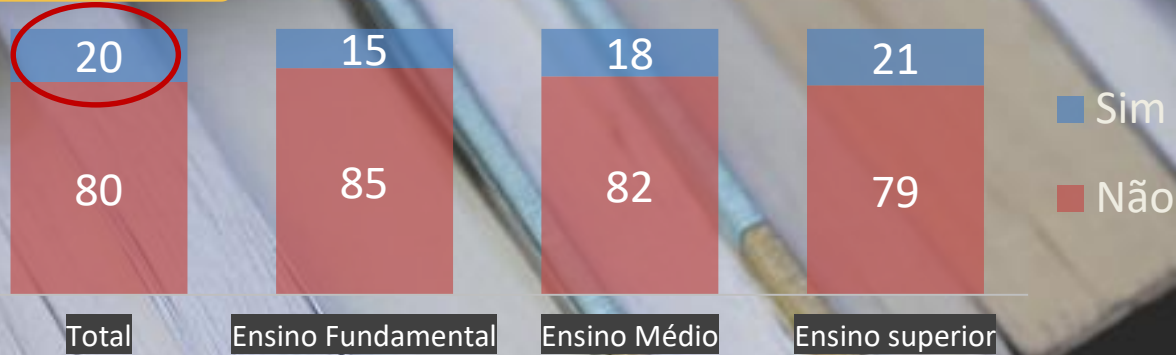 20 15 18 21
Sim
80 85 82 79
Não
Total Ensino Fundamental Ensino Médio Ensino superior